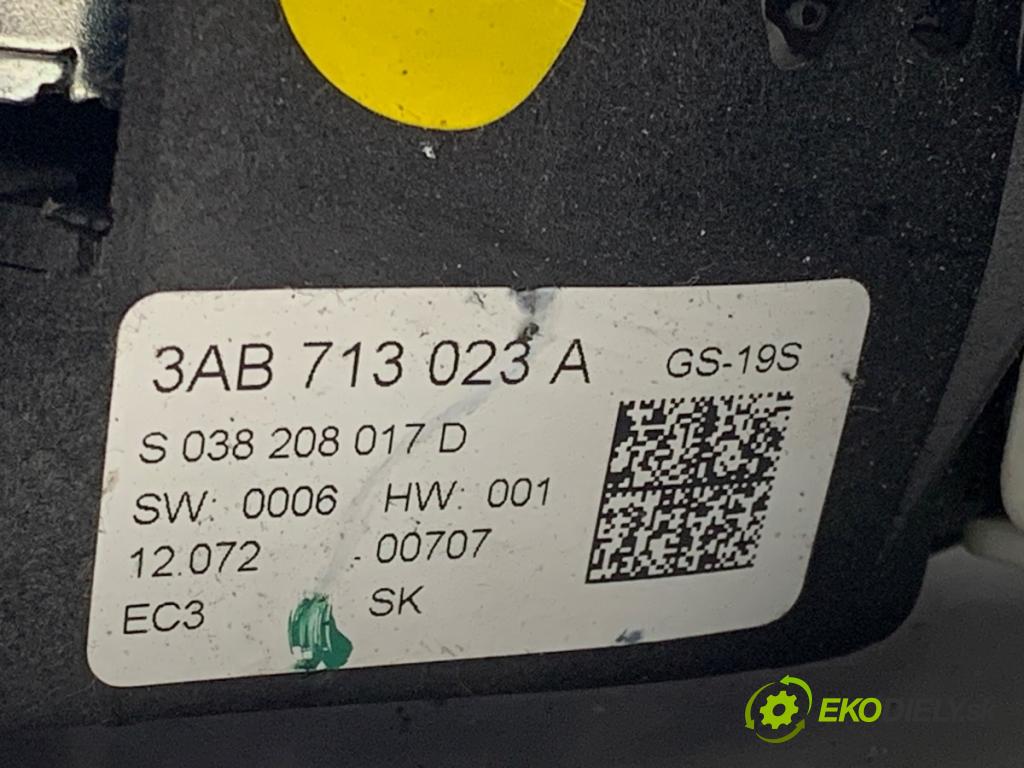 3AB 713 023 A GS-19S
S 038 208 017 D
SW: 0006 HW: 001
12.072 00707
EC3 SK
EKODIELY.SK